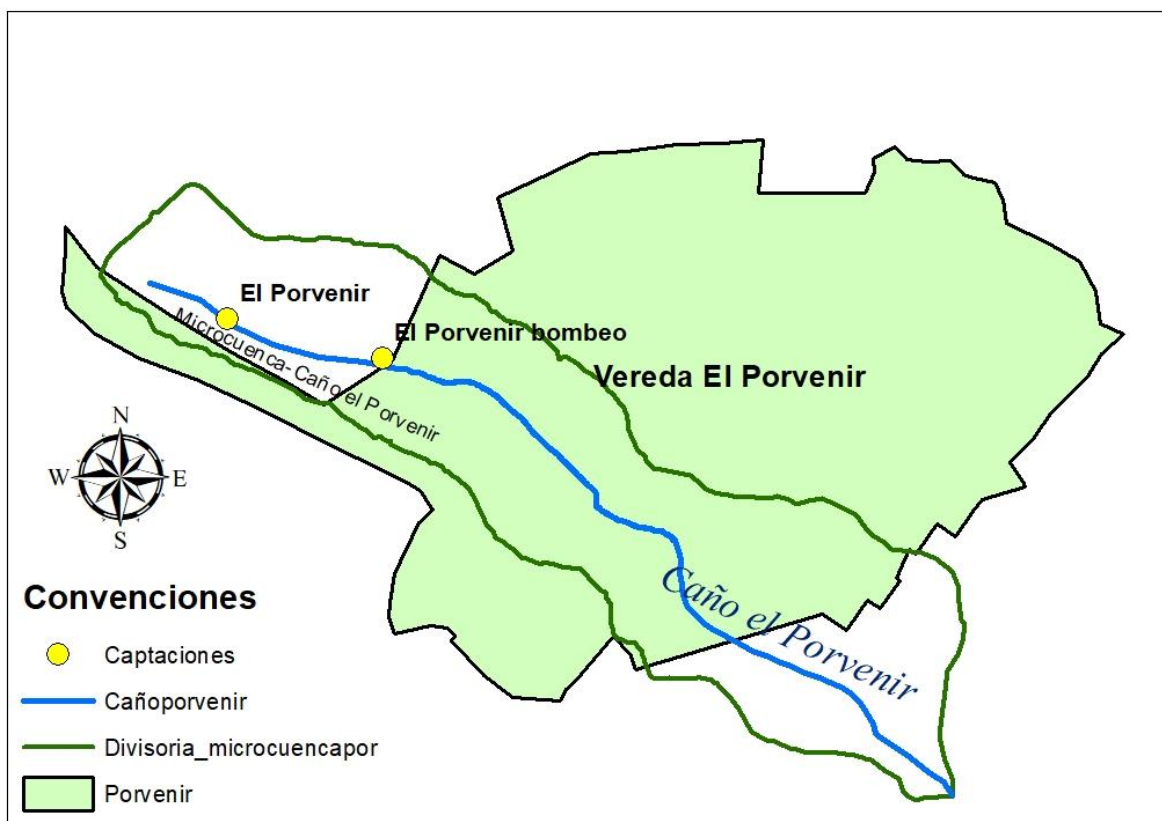 El Porvenir
El Porvenir bombeo
Microcuenca-Caño el Porvenir
Vereda El Porvenir
N
W
E
S
Caño el Porvenir
Convenciones
Captaciones
Cañoporvenir
Divisoria_microcuencapor
Porvenir